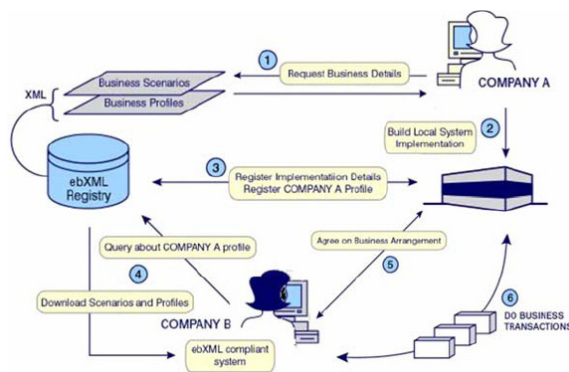 1
Request Business Details
Business Scenarios
Business Profiles
XML
COMPANY A
2
Build Local System
Implementation
ebXML
Registry
3
Register Implementation Details
Register COMPANY A Profile
Query about COMPANY A profile
4
Download Scenarios and Profiles
Agree on Business Arrangement
5
COMPANY B
ebXML compliant
system
6
DO BUSINESS
TRANSACTIONS